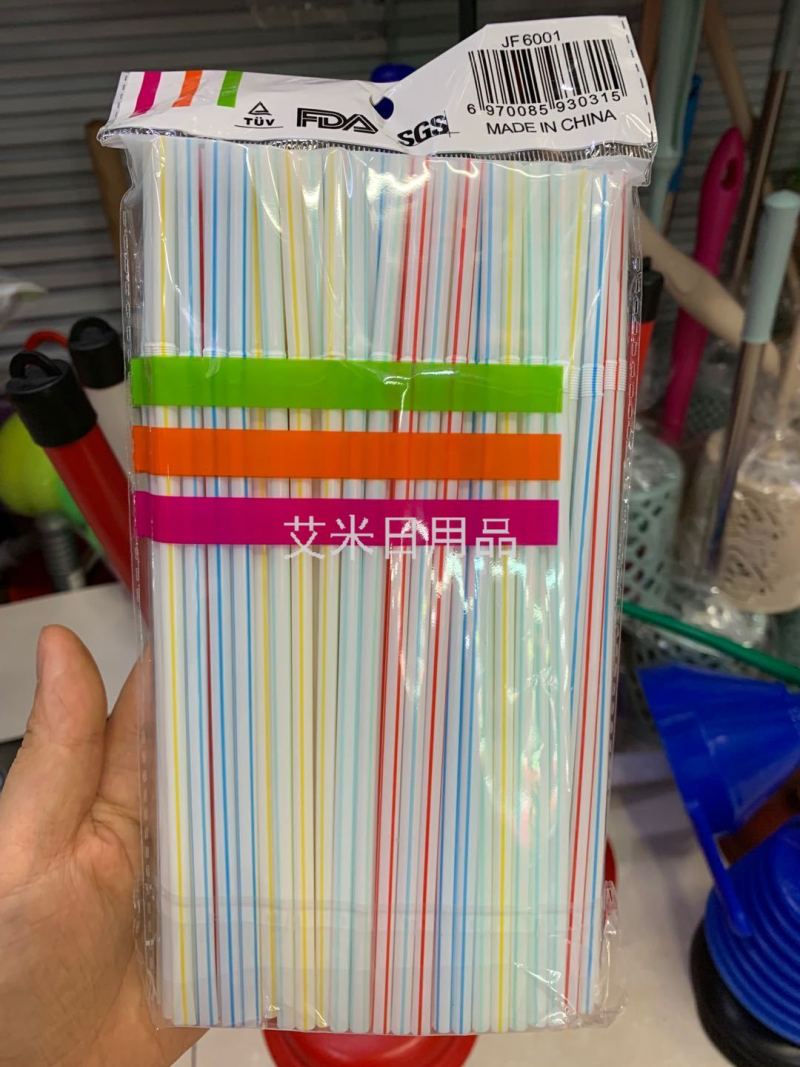 JF6001
6 970085 930315
MADE IN CHINA
TÜV
FDA
SGS
艾米日用品